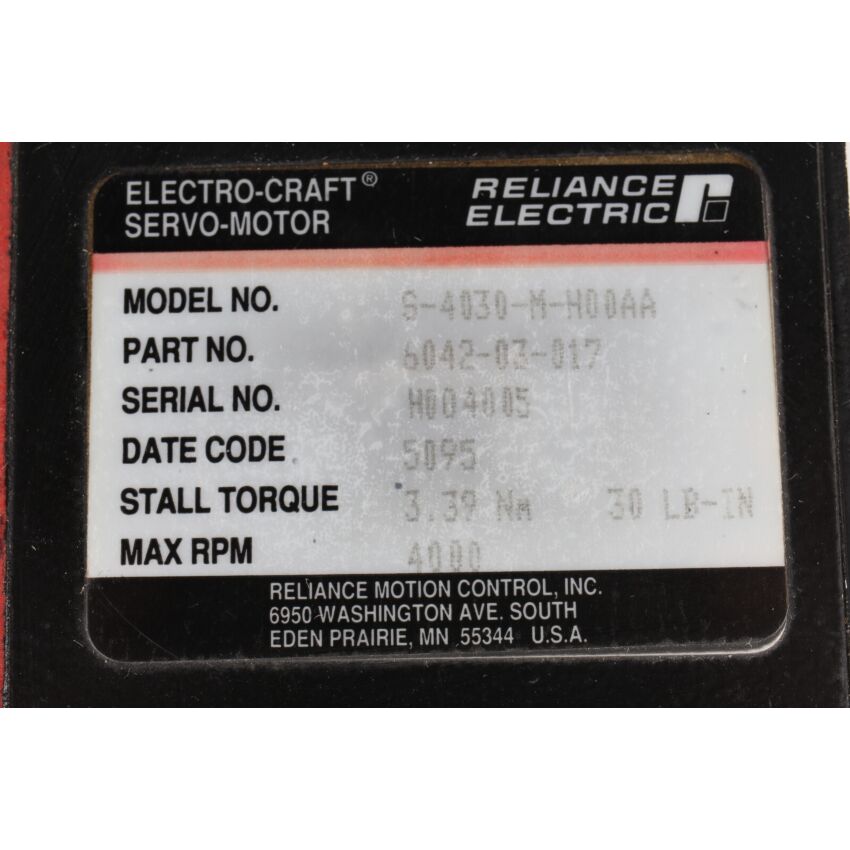 ELECTRO-CRAFT®
SERVO-MOTOR
RELIANCE
ELECTRIC
MODEL NO. S-4030-M-H00AA
PART NO. 6042-03-017
SERIAL NO. H004005
DATE CODE 5095
STALL TORQUE 3.39 Nm 30 LB-IN
MAX RPM 4000
RELIANCE MOTION CONTROL, INC.
6950 WASHINGTON AVE. SOUTH
EDEN PRAIRIE, MN 55344 U.S.A.